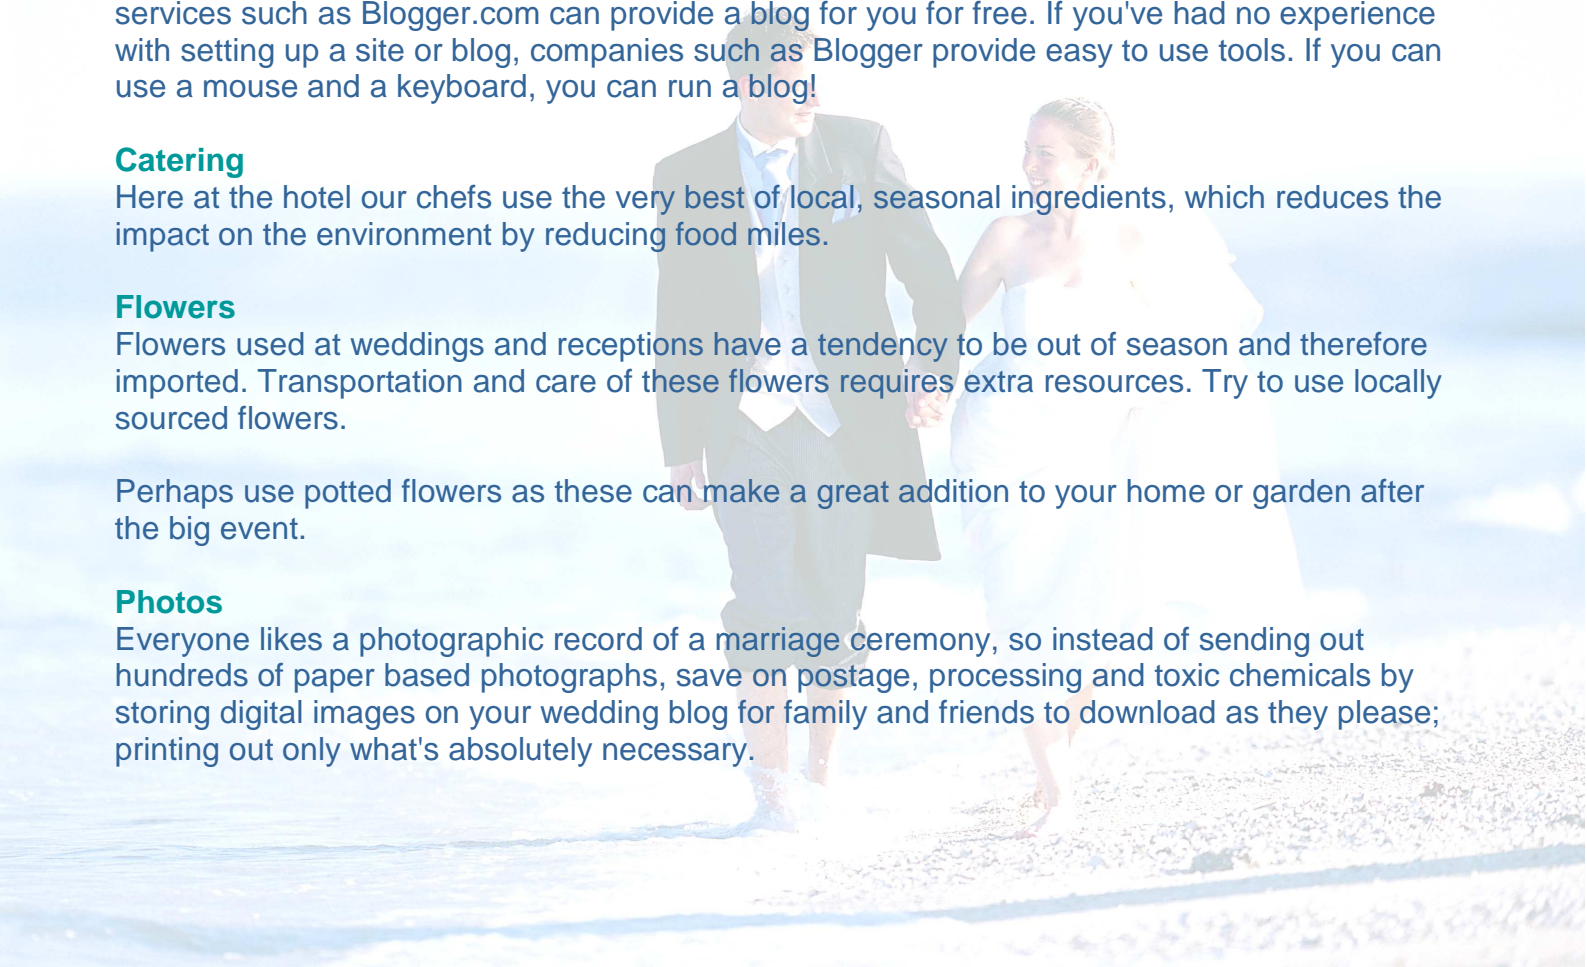 services such as Blogger.com can provide a blog for you for free. If you've had no experience
with setting up a site or blog, companies such as Blogger provide easy to use tools. If you can
use a mouse and a keyboard, you can run a blog!
Catering
Here at the hotel our chefs use the very best of local, seasonal ingredients, which reduces the
impact on the environment by reducing food miles.
Flowers
Flowers used at weddings and receptions have a tendency to be out of season and therefore
imported. Transportation and care of these flowers requires extra resources. Try to use locally
sourced flowers.
Perhaps use potted flowers as these can make a great addition to your home or garden after
the big event.
Photos
Everyone likes a photographic record of a marriage ceremony, so instead of sending out
hundreds of paper based photographs, save on postage, processing and toxic chemicals by
storing digital images on your wedding blog for family and friends to download as they please;
printing out only what's absolutely necessary.